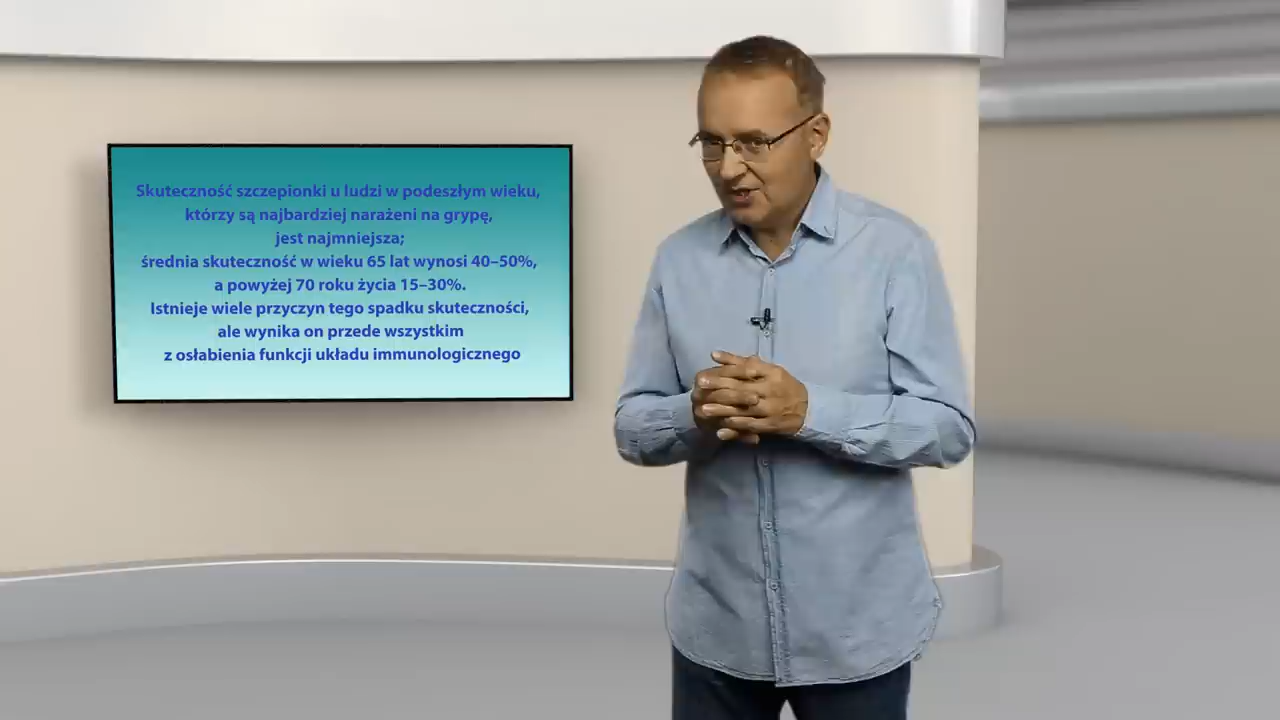 Skuteczność szczepionki u ludzi w podeszłym wieku,
którzy są najbardziej narażeni na grypę,
jest najmniejsza;
średnia skuteczność w wieku 65 lat wynosi 40–50%,
a powyżej 70 roku życia 15–30%.
Istnieje wiele przyczyn tego spadku skuteczności,
ale wynika on przede wszystkim
z osłabienia funkcji układu immunologicznego